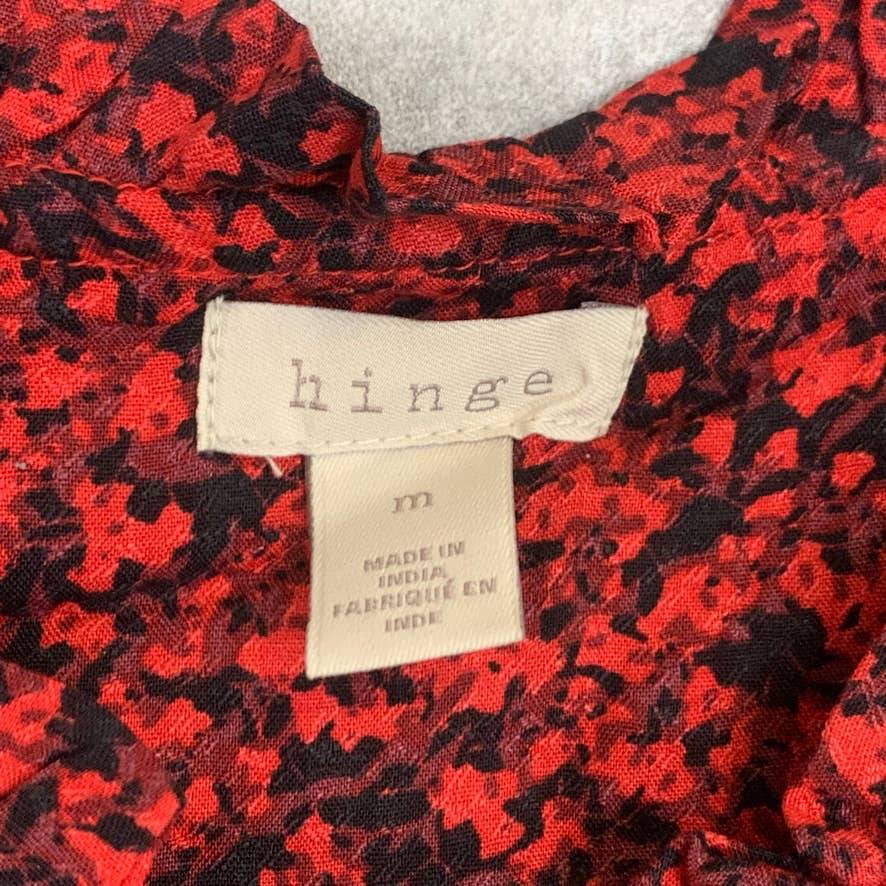 hinge
m
MADE IN
INDIA
FABRIQUÉ EN
INDE